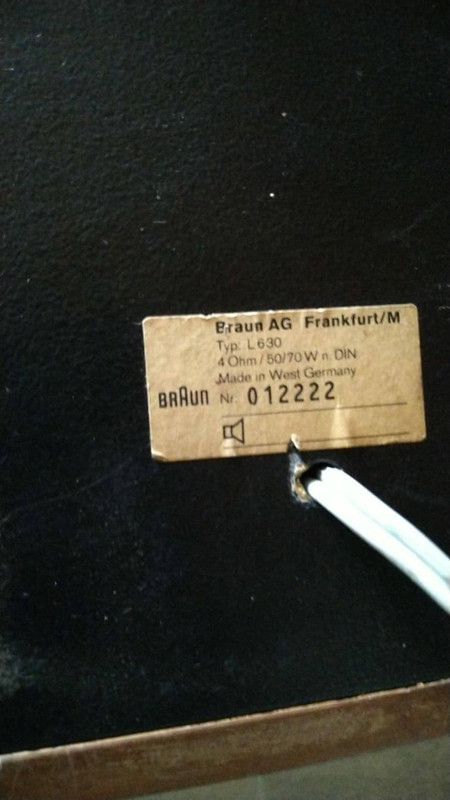 Braun AG Frankfurt/M
Typ: L 630
4 Ohm / 50/70 W n. DIN
Made in West Germany
BRAUN Nr. 012222